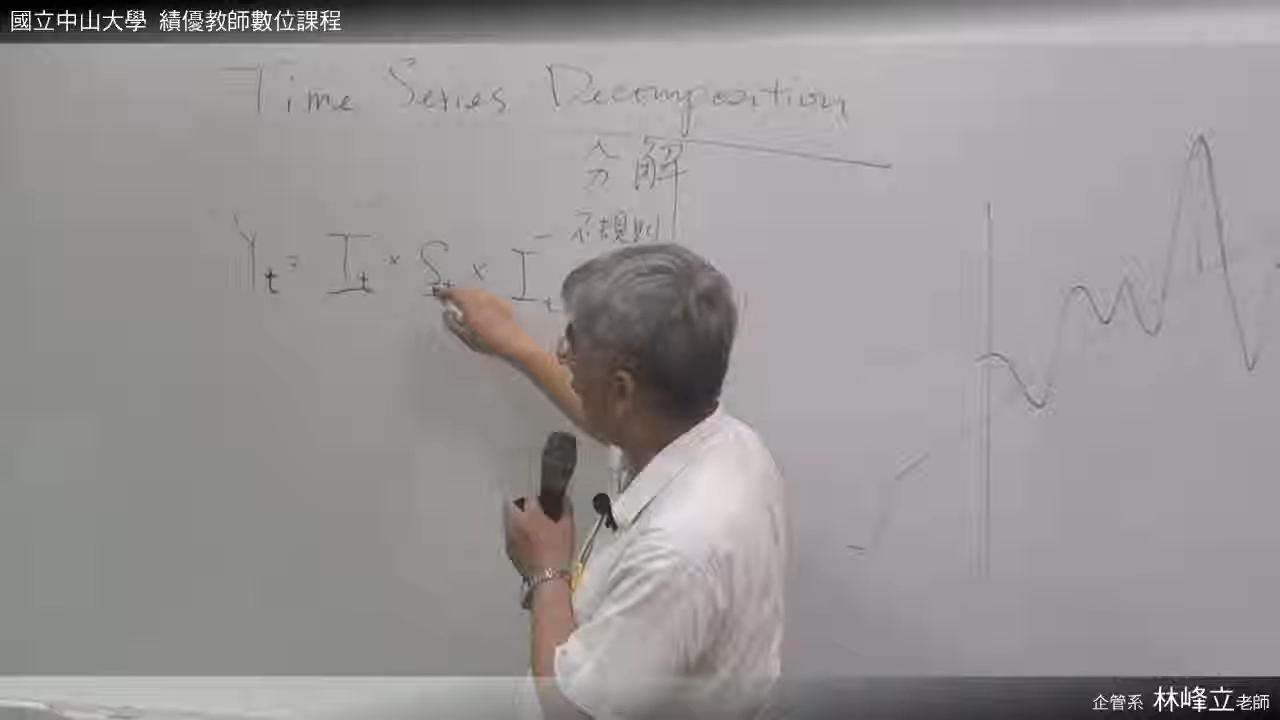 國立中山大學 績優教師數位課程
Time Series Decomposition
分解
不規則
Yt = Tt × St × It
企管系 林峰立老師